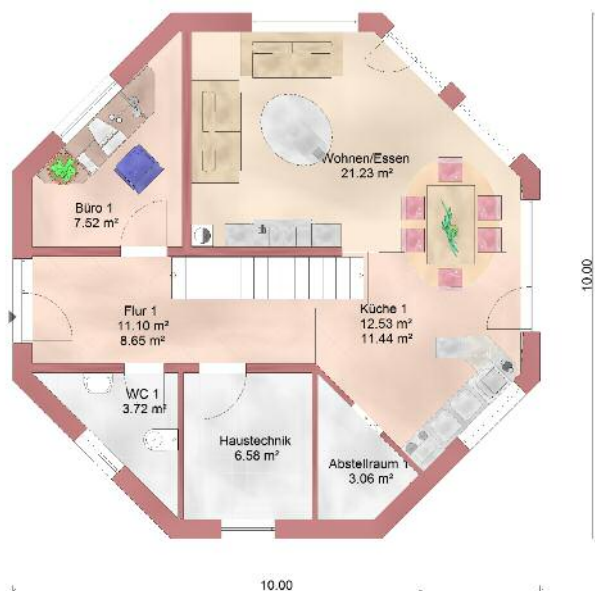 Wohnen/Essen
21.23 m²
Büro 1
7.52 m²
10.00
Flur 1
11.10 m²
8.65 m²
Küche 1
12.53 m²
11.44 m²
WC 1
3.72 m²
Haustechnik
6.58 m²
Abstellraum 1
3.06 m²
10.00